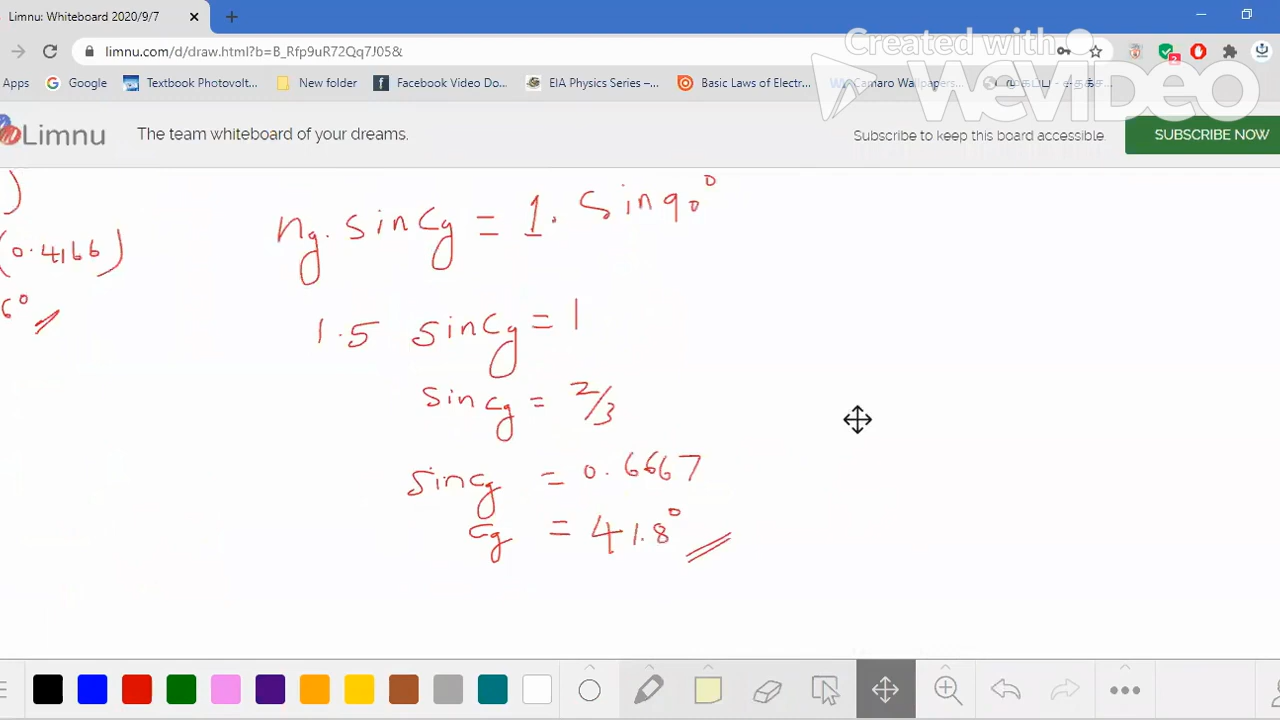 Limnu: Whiteboard 2020/9/7
limnu.com/d/draw.html?b=B_Rfp9uR72Qq7J05&
Created with
WEVIDEO
Apps Google Textbook Photovolt... New folder Facebook Video Do... EIA Physics Series –... Basic Laws of Electr... Camaro Wallpapers...
Limnu The team whiteboard of your dreams. Subscribe to keep this board accessible. SUBSCRIBE NOW
)
(0.4166)
6°
ng. sin Cg = 1. Sin 90°
1.5 sin Cg = 1
sin Cg = 2/3
sin Cg = 0.6667
Cg = 41.8°